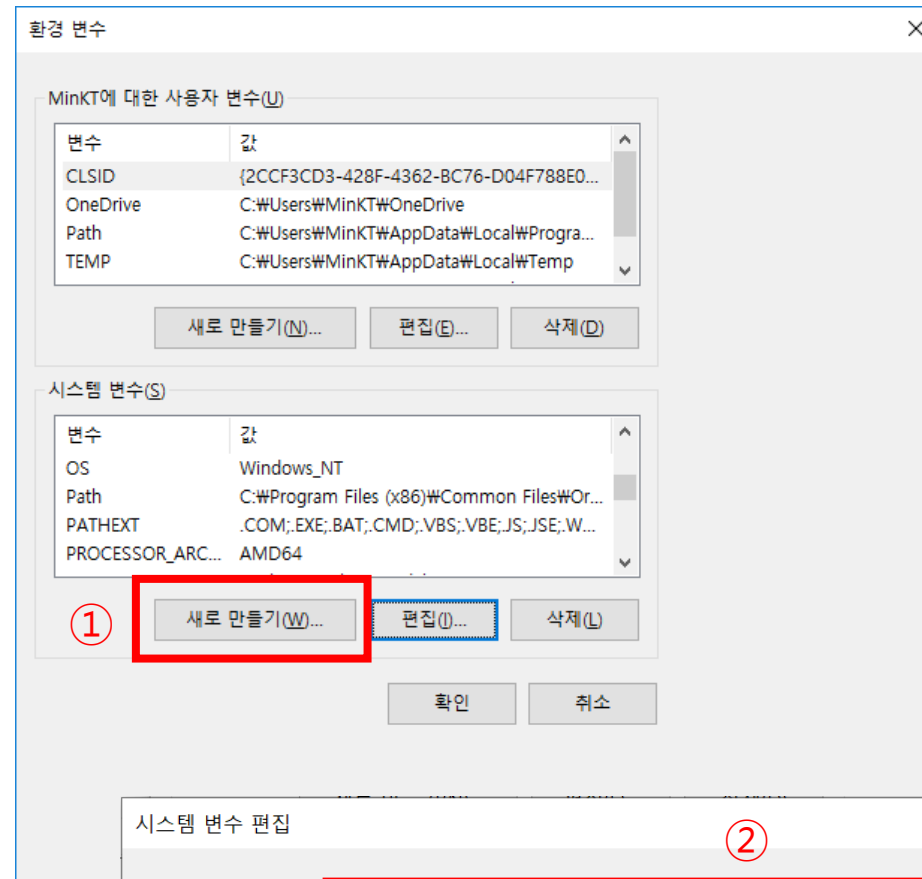 환경 변수
MinKT에 대한 사용자 변수(U)
변수 값
CLSID {2CCF3CD3-428F-4362-BC76-D04F788E0...
OneDrive C:₩Users₩MinKT₩OneDrive
Path C:₩Users₩MinKT₩AppData₩Local₩Progra...
TEMP C:₩Users₩MinKT₩AppData₩Local₩Temp
새로 만들기(N)... 편집(E)... 삭제(D)
시스템 변수(S)
변수 값
OS Windows_NT
Path C:₩Program Files (x86)₩Common Files₩Or...
PATHEXT .COM;.EXE;.BAT;.CMD;.VBS;.VBE;.JS;.JSE;.W...
PROCESSOR_ARC... AMD64
① 새로 만들기(W)... 편집(I)... 삭제(L)
확인 취소
시스템 변수 편집 ②